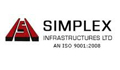 SIMPLEX
INFRASTRUCTURES LTD
AN ISO 9001:2008